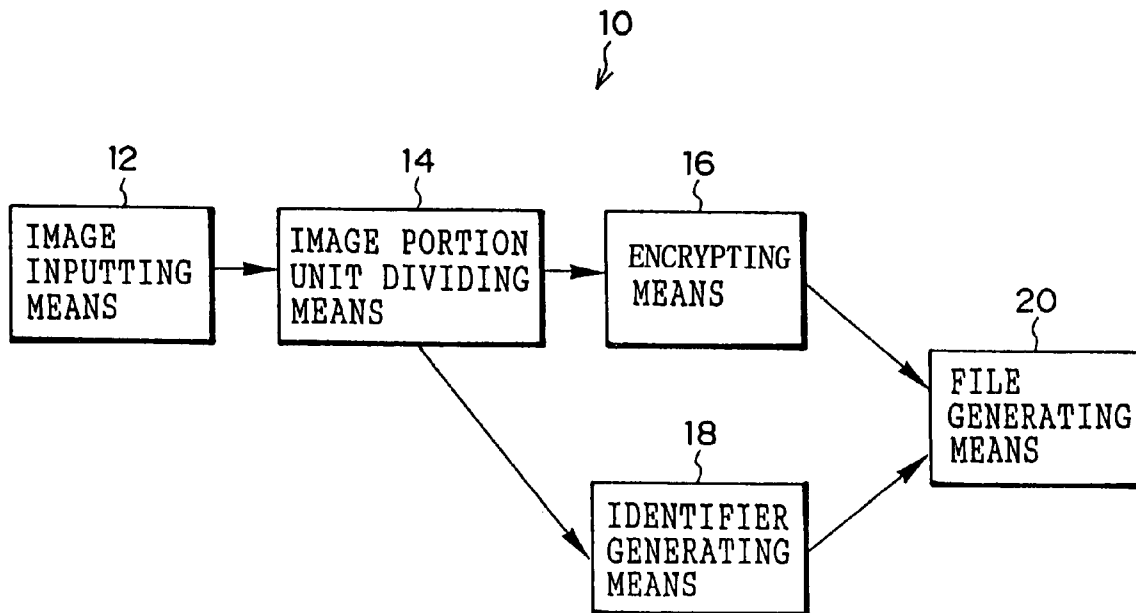 10
12
IMAGE
INPUTTING
MEANS
14
IMAGE PORTION
UNIT DIVIDING
MEANS
16
ENCRYPTING
MEANS
18
IDENTIFIER
GENERATING
MEANS
20
FILE
GENERATING
MEANS